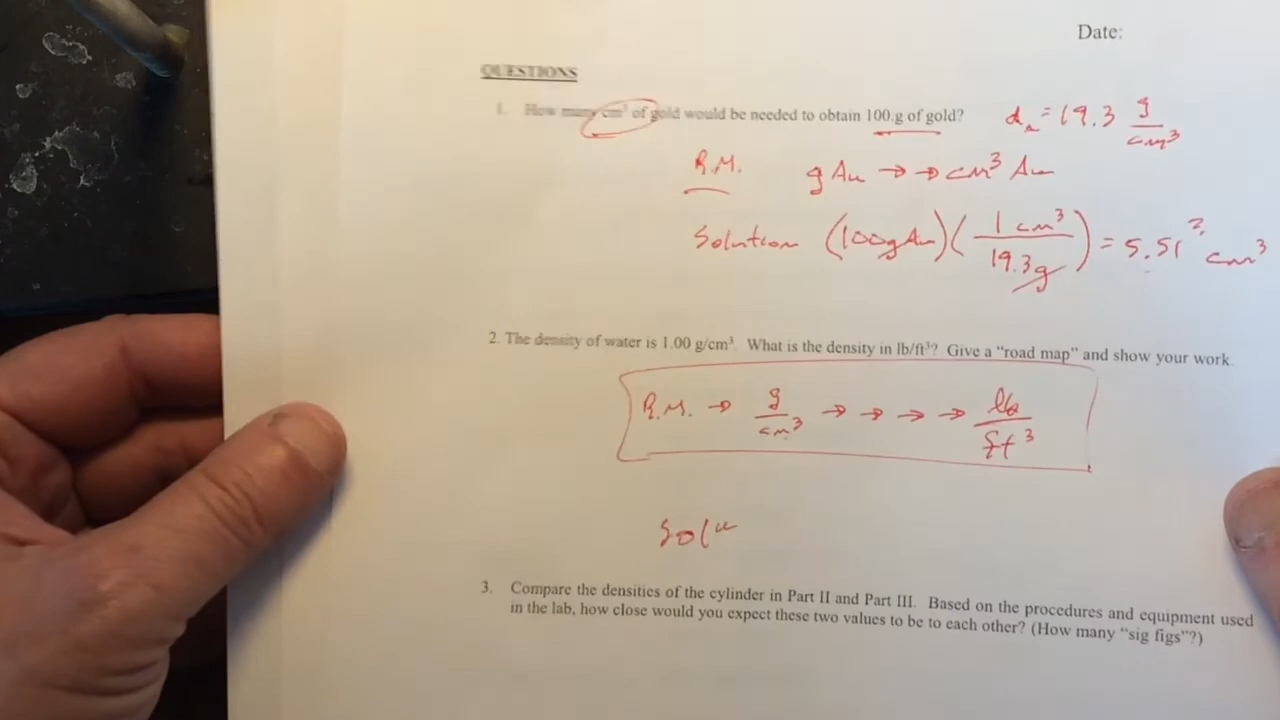 Date:
QUESTIONS
1. How many cm³ of gold would be needed to obtain 100.g of gold? d = 19.3 g/cm³
R.M. g Au → → cm³ Au
Solution (100g Au)(1 cm³/19.3g) = 5.51² cm³
2. The density of water is 1.00 g/cm³. What is the density in lb/ft³? Give a “road map” and show your work.
R.M. → g/cm³ → → → → lb/ft³
Solu
3. Compare the densities of the cylinder in Part II and Part III. Based on the procedures and equipment used
in the lab, how close would you expect these two values to be to each other? (How many “sig figs”?)